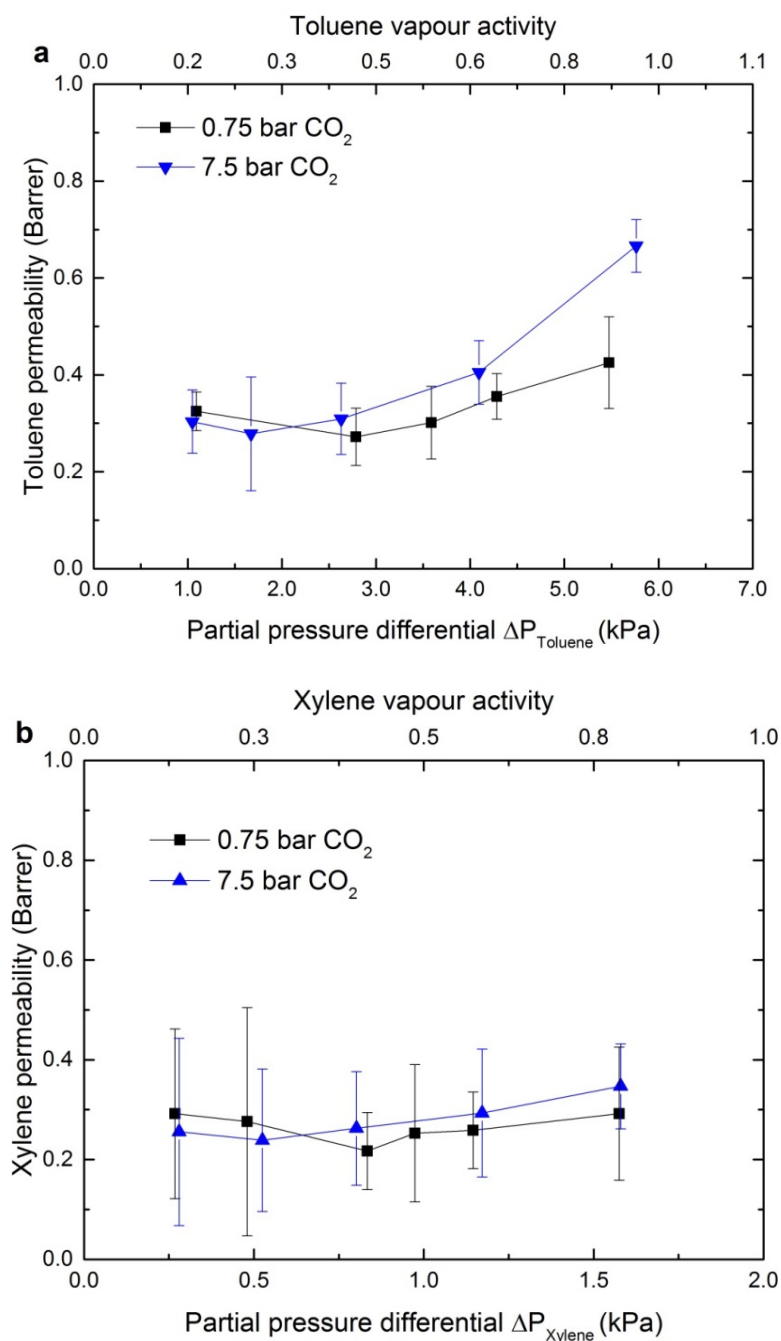 Toluene vapour activity
a
0.0 0.2 0.3 0.5 0.6 0.8 1.0 1.1
1.0
0.75 bar CO₂
7.5 bar CO₂
0.8
0.6
0.4
0.2
0.0
Toluene permeability (Barrer)
0.0 1.0 2.0 3.0 4.0 5.0 6.0 7.0
Partial pressure differential ΔP_Toluene (kPa)
Xylene vapour activity
b
0.0 0.3 0.5 0.8 1.0
1.0
0.75 bar CO₂
7.5 bar CO₂
0.8
0.6
0.4
0.2
0.0
Xylene permeability (Barrer)
0.0 0.5 1.0 1.5 2.0
Partial pressure differential ΔP_Xylene (kPa)